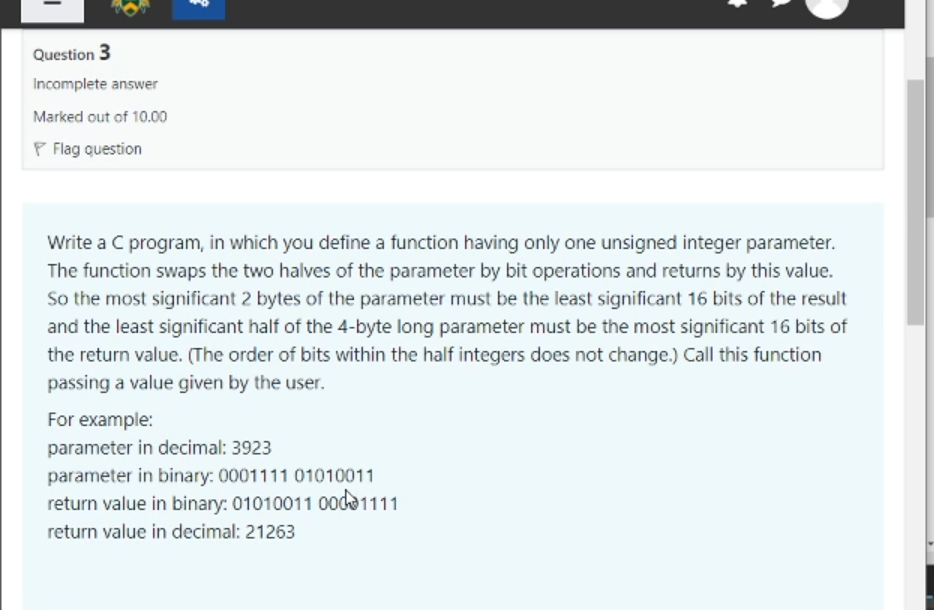 Question 3
Incomplete answer
Marked out of 10.00
Flag question
Write a C program, in which you define a function having only one unsigned integer parameter.
The function swaps the two halves of the parameter by bit operations and returns by this value.
So the most significant 2 bytes of the parameter must be the least significant 16 bits of the result
and the least significant half of the 4-byte long parameter must be the most significant 16 bits of
the return value. (The order of bits within the half integers does not change.) Call this function
passing a value given by the user.
For example:
parameter in decimal: 3923
parameter in binary: 0001111 01010011
return value in binary: 01010011 00001111
return value in decimal: 21263